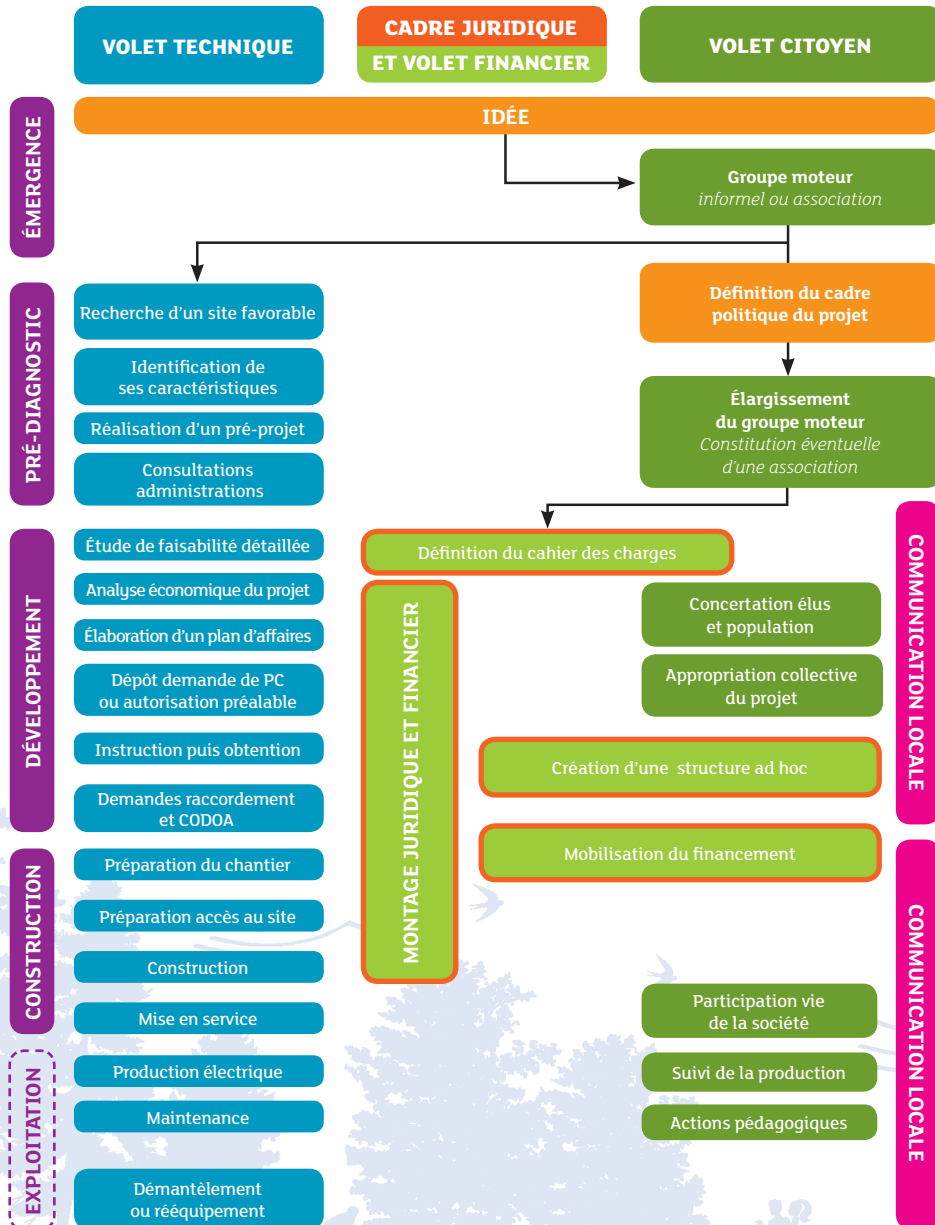 VOLET TECHNIQUE
CADRE JURIDIQUE
ET VOLET FINANCIER
VOLET CITOYEN
ÉMERGENCE
IDÉE
Groupe moteur
informel ou association
PRÉ-DIAGNOSTIC
Recherche d'un site favorable
Identification de
ses caractéristiques
Réalisation d'un pré-projet
Consultations
administrations
Définition du cadre
politique du projet
Élargissement
du groupe moteur
Constitution éventuelle
d'une association
DÉVELOPPEMENT
Étude de faisabilité détaillée
Analyse économique du projet
Élaboration d'un plan d'affaires
Dépôt demande de PC
ou autorisation préalable
Instruction puis obtention
Demandes raccordement
et CODOA
Définition du cahier des charges
MONTAGE JURIDIQUE ET FINANCIER
Concertation élus
et population
Appropriation collective
du projet
Création d'une structure ad hoc
Mobilisation du financement
COMMUNICATION LOCALE
CONSTRUCTION
Préparation du chantier
Préparation accès au site
Construction
Mise en service
Participation vie
de la société
Suivi de la production
Actions pédagogiques
COMMUNICATION LOCALE
EXPLOITATION
Production électrique
Maintenance
Démantèlement
ou rééquipement